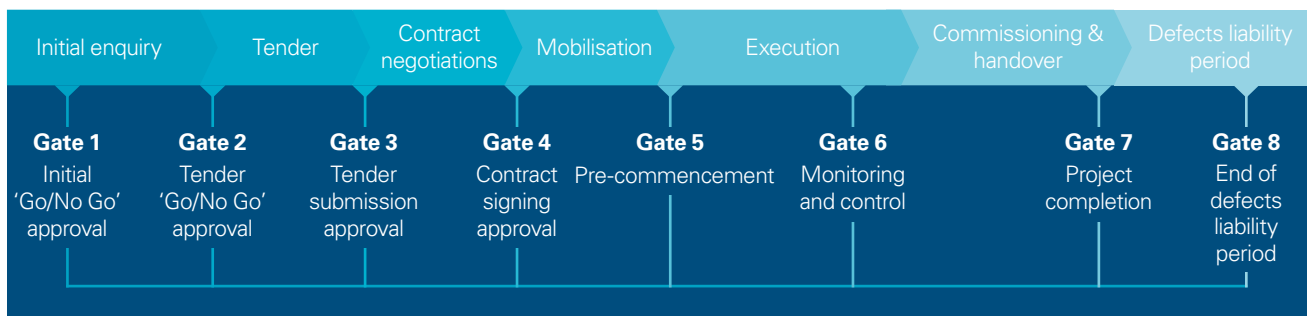 Initial enquiry
Tender
Contract
negotiations
Mobilisation
Execution
Commissioning &
handover
Defects liability
period
Gate 1
Initial
'Go/No Go'
approval
Gate 2
Tender
'Go/No Go'
approval
Gate 3
Tender
submission
approval
Gate 4
Contract
signing
approval
Gate 5
Pre-commencement
Gate 6
Monitoring
and control
Gate 7
Project
completion
Gate 8
End of
defects
liability
period